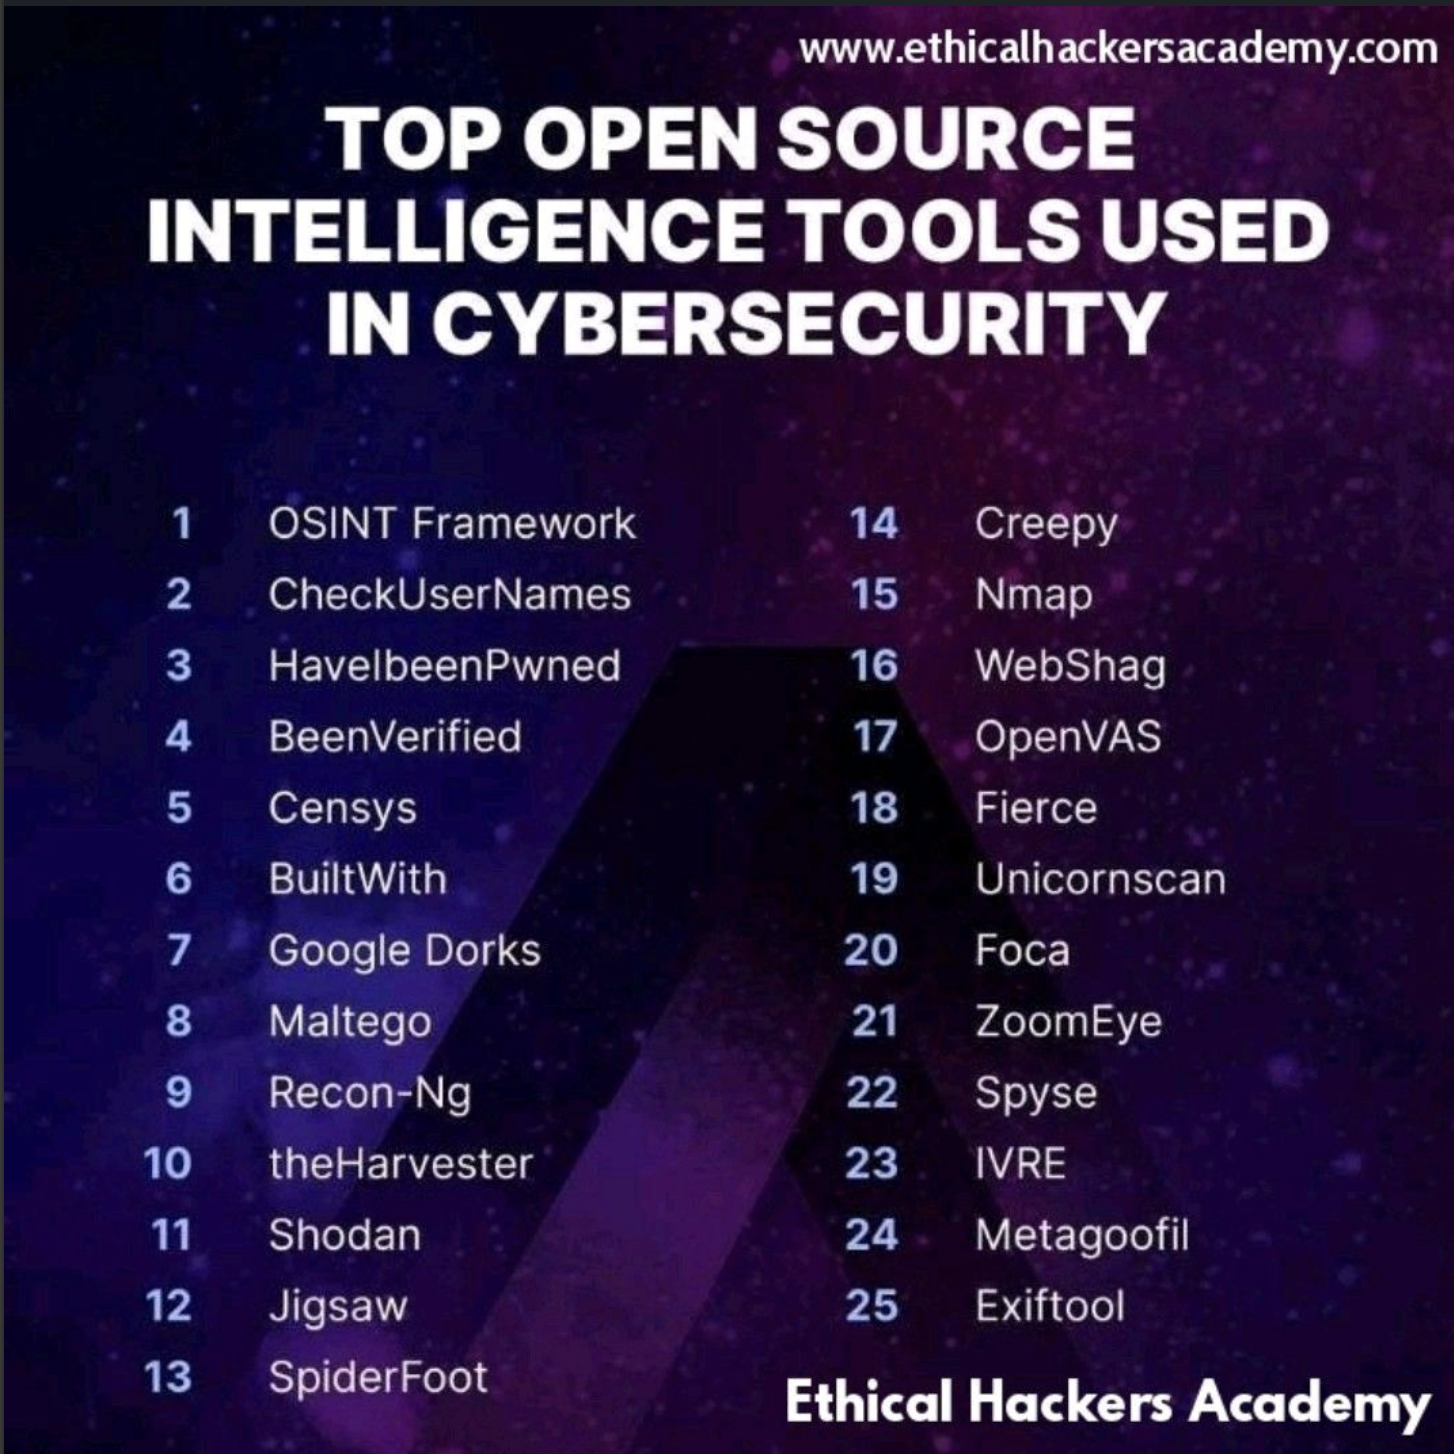 www.ethicalhackersacademy.com
TOP OPEN SOURCE
INTELLIGENCE TOOLS USED
IN CYBERSECURITY
1 OSINT Framework
2 CheckUserNames
3 HaveIbeenPwned
4 BeenVerified
5 Censys
6 BuiltWith
7 Google Dorks
8 Maltego
9 Recon-Ng
10 theHarvester
11 Shodan
12 Jigsaw
13 SpiderFoot
14 Creepy
15 Nmap
16 WebShag
17 OpenVAS
18 Fierce
19 Unicornscan
20 Foca
21 ZoomEye
22 Spyse
23 IVRE
24 Metagoofil
25 Exiftool
Ethical Hackers Academy